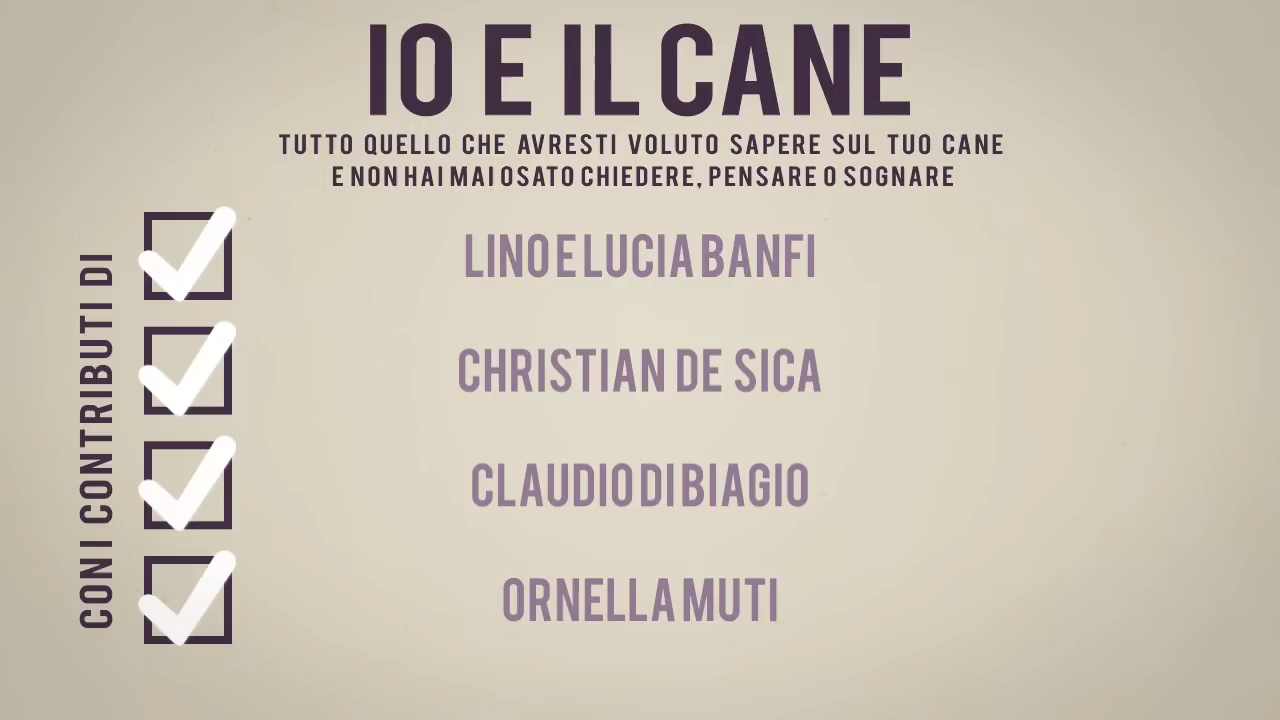 IO E IL CANE
TUTTO QUELLO CHE AVRESTI VOLUTO SAPERE SUL TUO CANE
E NON HAI MAI OSATO CHIEDERE, PENSARE O SOGNARE
CON I CONTRIBUTI DI
LINO E LUCIA BANFI
CHRISTIAN DE SICA
CLAUDIO DI BIAGIO
ORNELLA MUTI